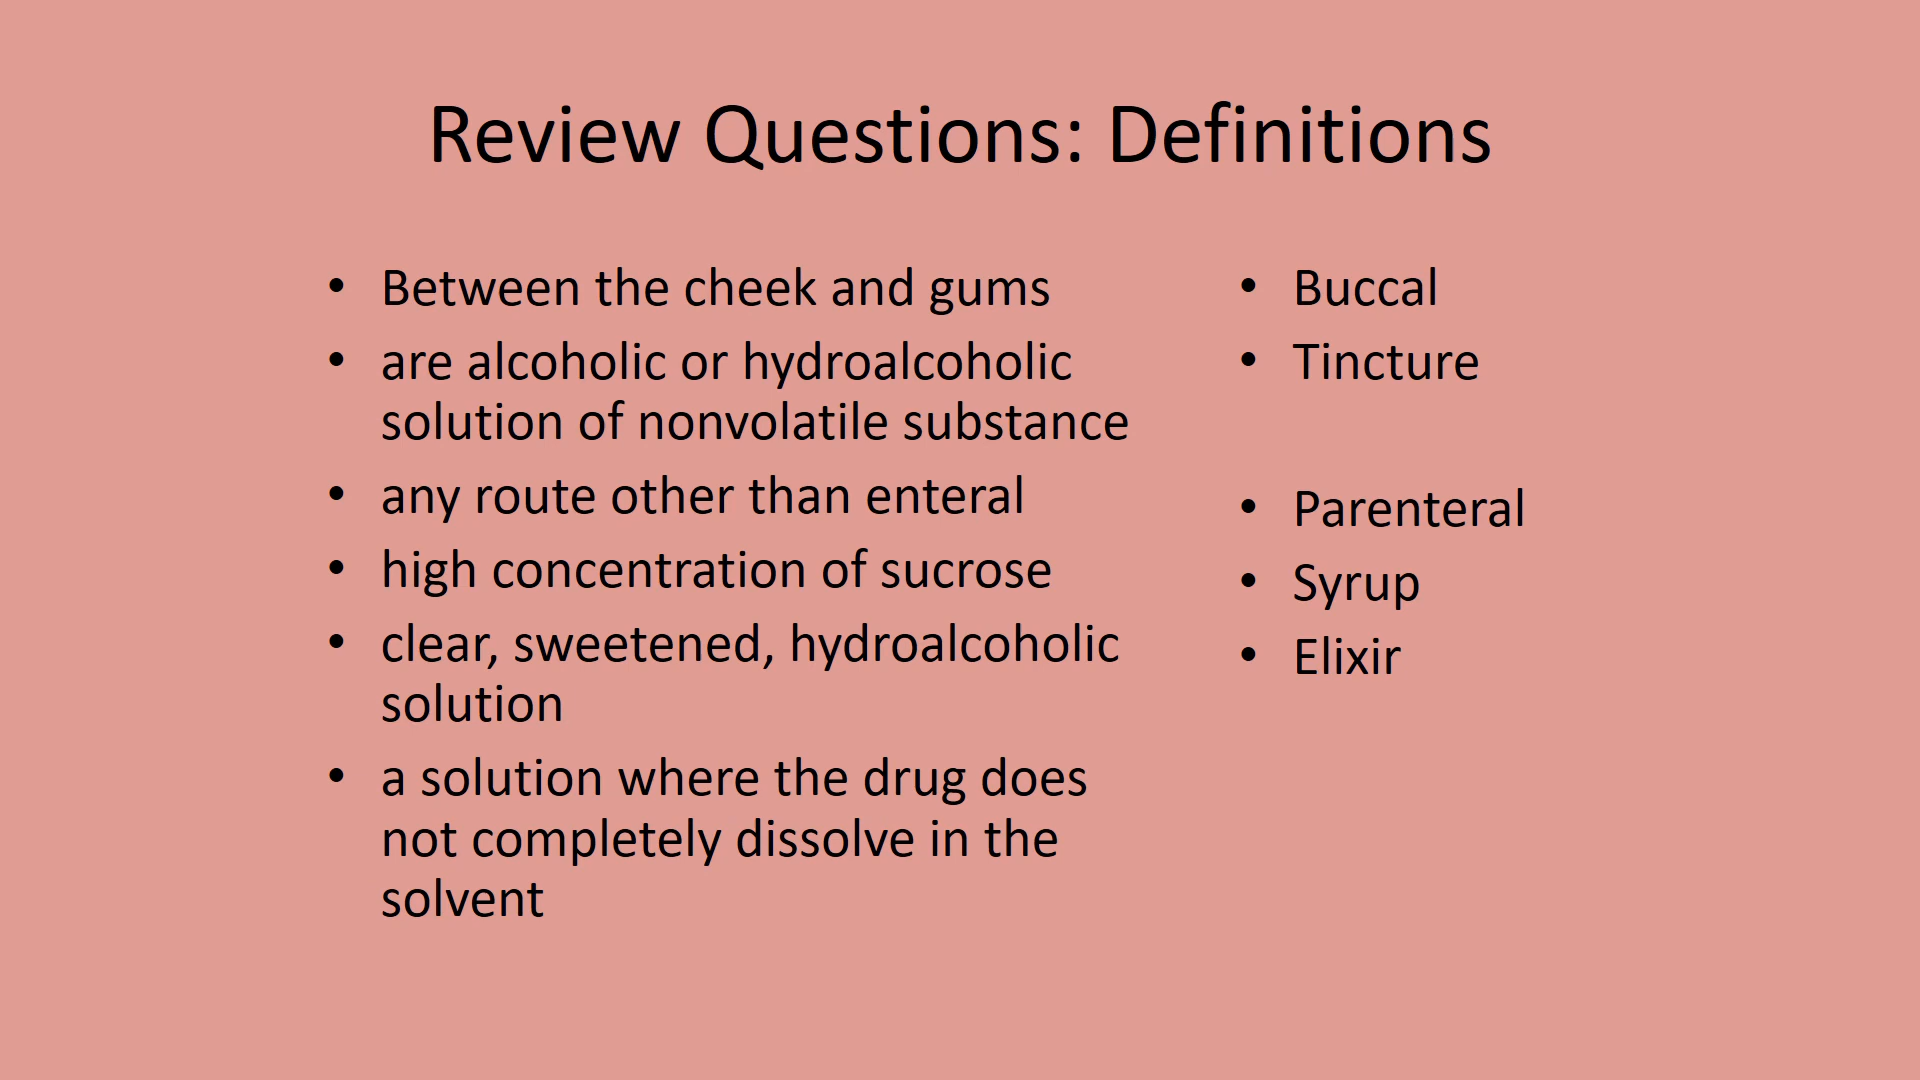 Review Questions: Definitions
• Between the cheek and gums
• are alcoholic or hydroalcoholic
solution of nonvolatile substance
• any route other than enteral
• high concentration of sucrose
• clear, sweetened, hydroalcoholic
solution
• a solution where the drug does
not completely dissolve in the
solvent
• Buccal
• Tincture
• Parenteral
• Syrup
• Elixir